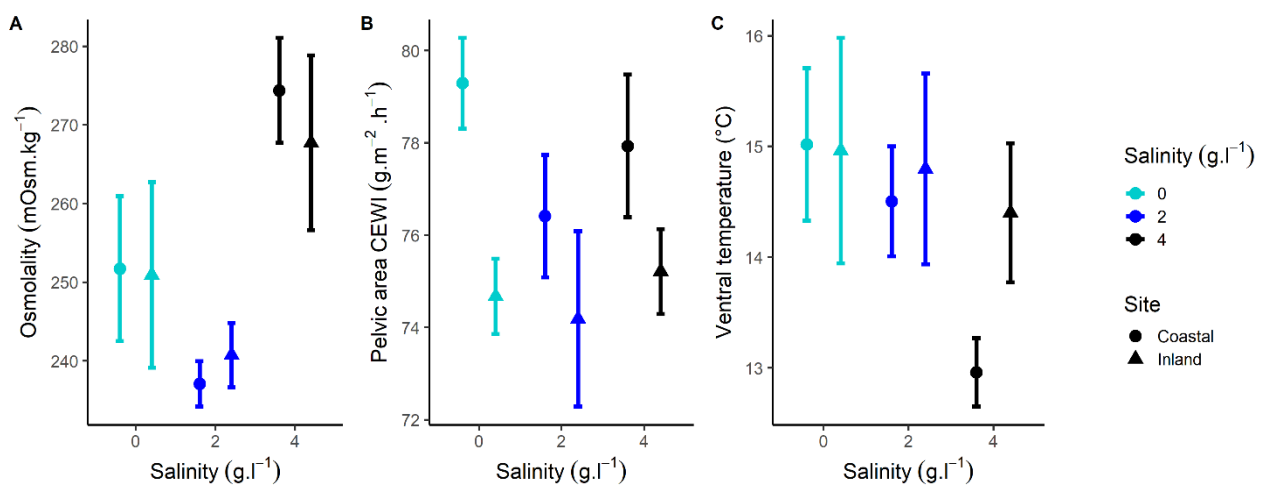 A
Osmolality (mOsm.kg⁻¹)
280
270
260
250
240
0
2
4
Salinity (g.l⁻¹)
B
Pelvic area CEWI (g.m⁻² .h⁻¹)
80
78
76
74
72
0
2
4
Salinity (g.l⁻¹)
C
Ventral temperature (°C)
16
15
14
13
0
2
4
Salinity (g.l⁻¹)
Salinity (g.l⁻¹)
0
2
4
Site
Coastal
Inland